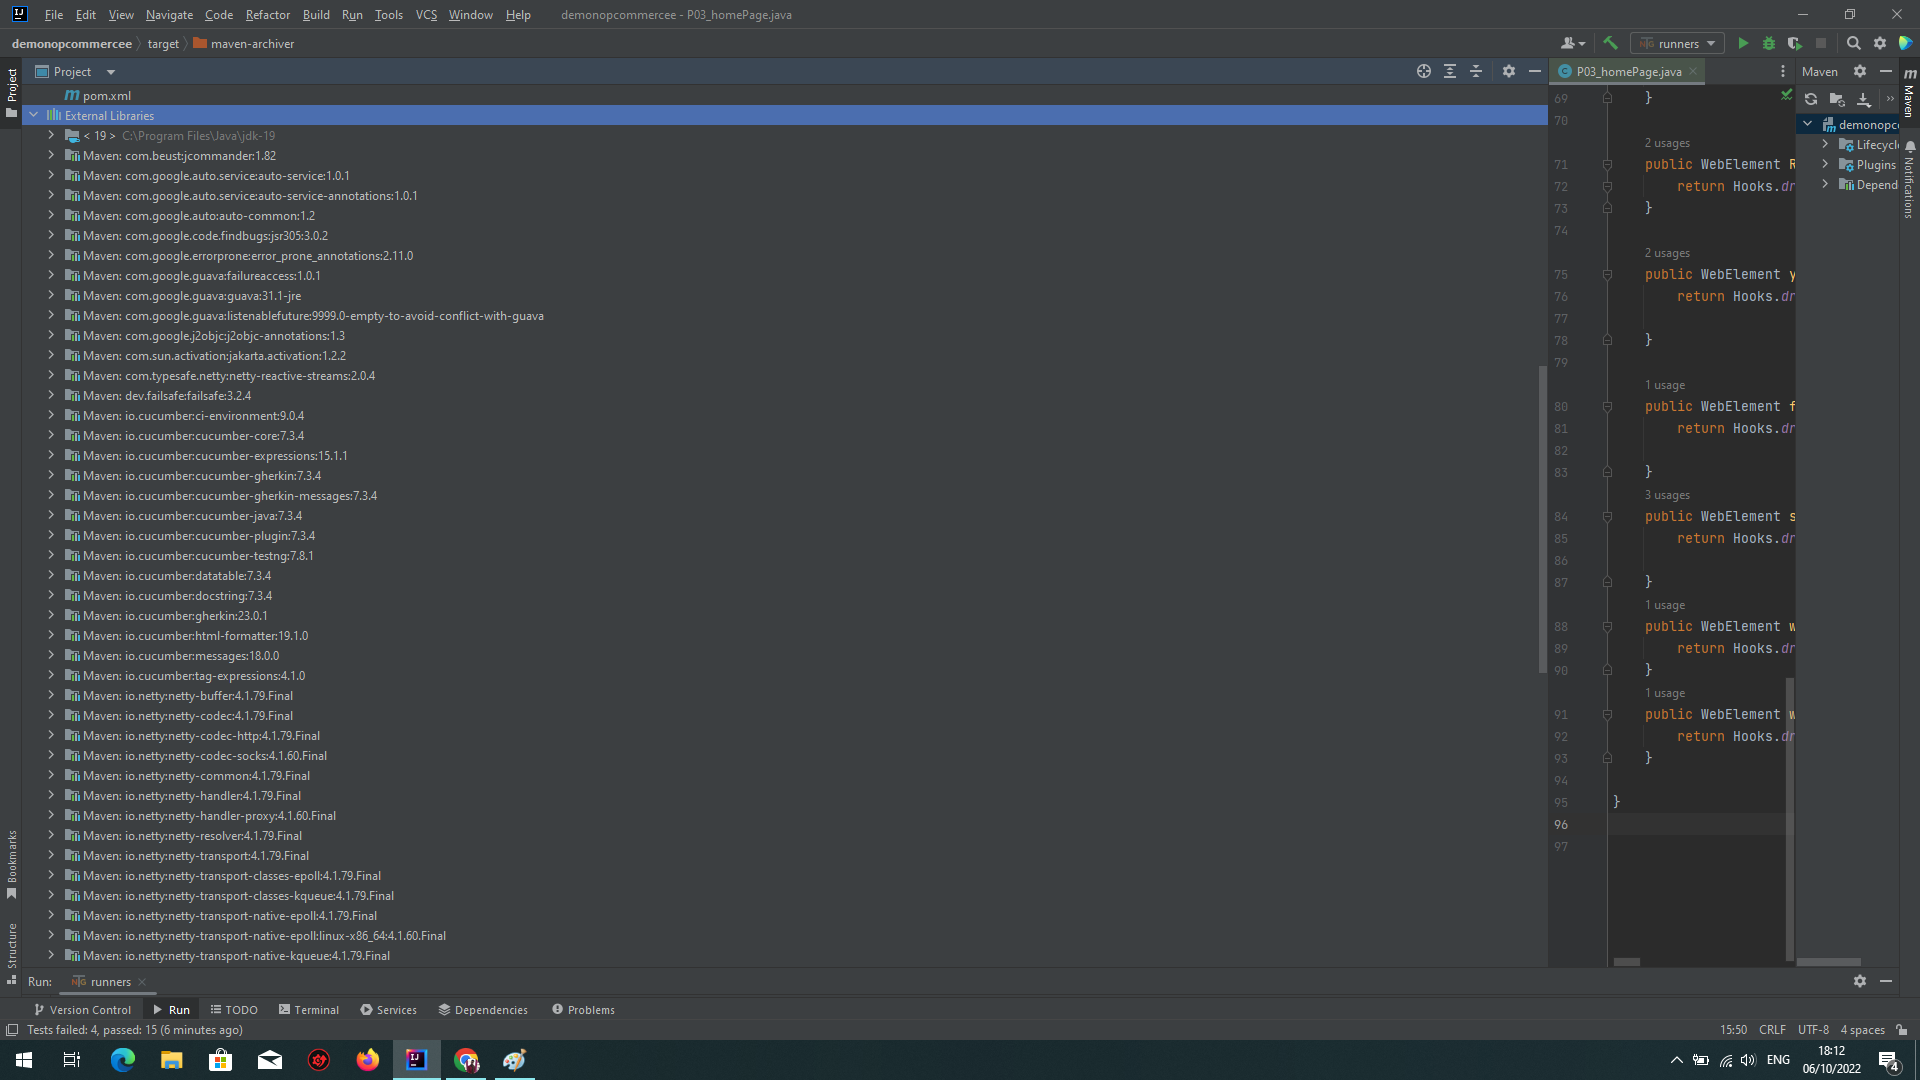 File Edit View Navigate Code Refactor Build Run Tools VCS Window Help demonopcommercee - P03_homePage.java
demonopcommercee target maven-archiver
runners
Project
P03_homePage.java
Maven
pom.xml
External Libraries
< 19 > C:\Program Files\Java\jdk-19
Maven: com.beust:jcommander:1.82
Maven: com.google.auto.service:auto-service:1.0.1
Maven: com.google.auto.service:auto-service-annotations:1.0.1
Maven: com.google.auto:auto-common:1.2
Maven: com.google.code.findbugs:jsr305:3.0.2
Maven: com.google.errorprone:error_prone_annotations:2.11.0
Maven: com.google.guava:failureaccess:1.0.1
Maven: com.google.guava:guava:31.1-jre
Maven: com.google.guava:listenablefuture:9999.0-empty-to-avoid-conflict-with-guava
Maven: com.google.j2objc:j2objc-annotations:1.3
Maven: com.sun.activation:jakarta.activation:1.2.2
Maven: com.typesafe.netty:netty-reactive-streams:2.0.4
Maven: dev.failsafe:failsafe:3.2.4
Maven: io.cucumber:ci-environment:9.0.4
Maven: io.cucumber:cucumber-core:7.3.4
Maven: io.cucumber:cucumber-expressions:15.1.1
Maven: io.cucumber:cucumber-gherkin:7.3.4
Maven: io.cucumber:cucumber-gherkin-messages:7.3.4
Maven: io.cucumber:cucumber-java:7.3.4
Maven: io.cucumber:cucumber-plugin:7.3.4
Maven: io.cucumber:cucumber-testng:7.8.1
Maven: io.cucumber:datatable:7.3.4
Maven: io.cucumber:docstring:7.3.4
Maven: io.cucumber:gherkin:23.0.1
Maven: io.cucumber:html-formatter:19.1.0
Maven: io.cucumber:messages:18.0.0
Maven: io.cucumber:tag-expressions:4.1.0
Maven: io.netty:netty-buffer:4.1.79.Final
Maven: io.netty:netty-codec:4.1.79.Final
Maven: io.netty:netty-codec-http:4.1.79.Final
Maven: io.netty:netty-codec-socks:4.1.60.Final
Maven: io.netty:netty-common:4.1.79.Final
Maven: io.netty:netty-handler:4.1.79.Final
Maven: io.netty:netty-handler-proxy:4.1.60.Final
Maven: io.netty:netty-resolver:4.1.79.Final
Maven: io.netty:netty-transport:4.1.79.Final
Maven: io.netty:netty-transport-classes-epoll:4.1.79.Final
Maven: io.netty:netty-transport-classes-kqueue:4.1.79.Final
Maven: io.netty:netty-transport-native-epoll:4.1.79.Final
Maven: io.netty:netty-transport-native-epoll:linux-x86_64:4.1.60.Final
Maven: io.netty:netty-transport-native-kqueue:4.1.79.Final
69 }
70
2 usages
71 public WebElement R
72 return Hooks.dr
73 }
74
2 usages
75 public WebElement y
76 return Hooks.dr
77
78 }
79
1 usage
80 public WebElement f
81 return Hooks.dr
82
83 }
3 usages
84 public WebElement s
85 return Hooks.dr
86
87 }
1 usage
88 public WebElement w
89 return Hooks.dr
90 }
1 usage
91 public WebElement w
92 return Hooks.dr
93 }
94
95 }
96
97
demonopc
Lifecycl
Plugins
Depend
Project
Bookmarks
Structure
Maven
Notifications
Run: runners
Version Control Run TODO Terminal Services Dependencies Problems
Tests failed: 4, passed: 15 (6 minutes ago)
15:50 CRLF UTF-8 4 spaces
ENG
18:12
06/10/2022
4